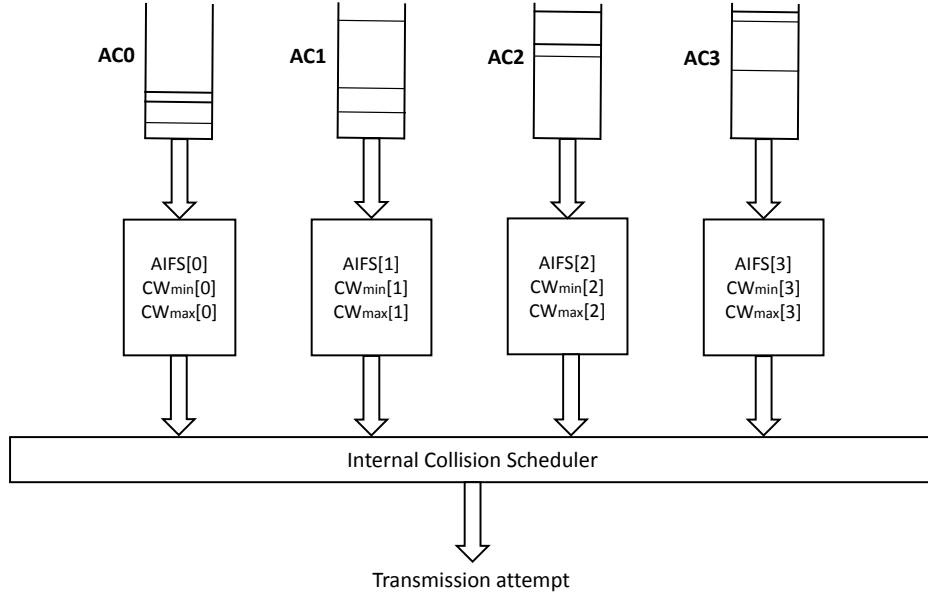 AC0
AC1
AC2
AC3
AIFS[0]
CWmin[0]
CWmax[0]
AIFS[1]
CWmin[1]
CWmax[1]
AIFS[2]
CWmin[2]
CWmax[2]
AIFS[3]
CWmin[3]
CWmax[3]
Internal Collision Scheduler
Transmission attempt